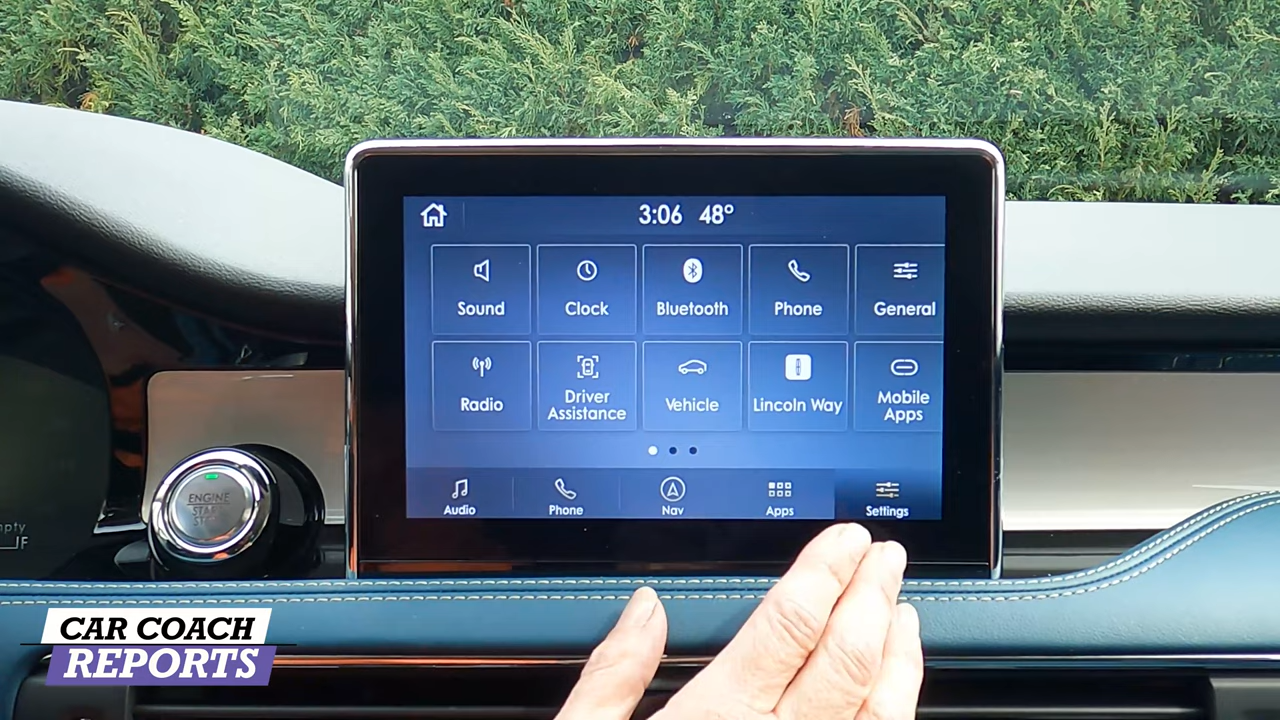 3:06 48°
Sound
Clock
Bluetooth
Phone
General
Radio
Driver
Assistance
Vehicle
Lincoln Way
Mobile
Apps
Audio
Phone
Nav
Apps
Settings
ENGINE
START
STOP
F
CAR COACH
REPORTS